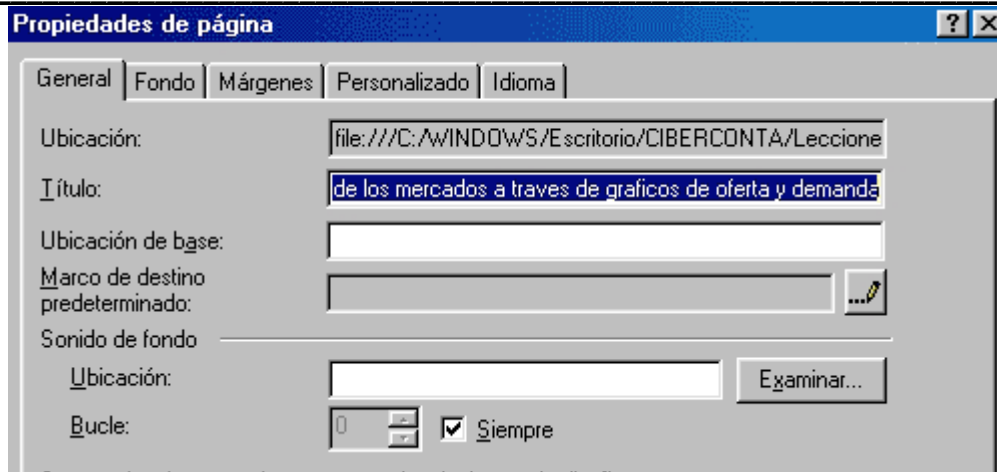 Propiedades de página
General Fondo Márgenes Personalizado Idioma
Ubicación: file:///C:/WINDOWS/Escritorio/CIBERCONTA/Leccione
Título: de los mercados a traves de graficos de oferta y demanda
Ubicación de base:
Marco de destino
predeterminado:
Sonido de fondo
Ubicación: Examinar...
Bucle: 0 Siempre